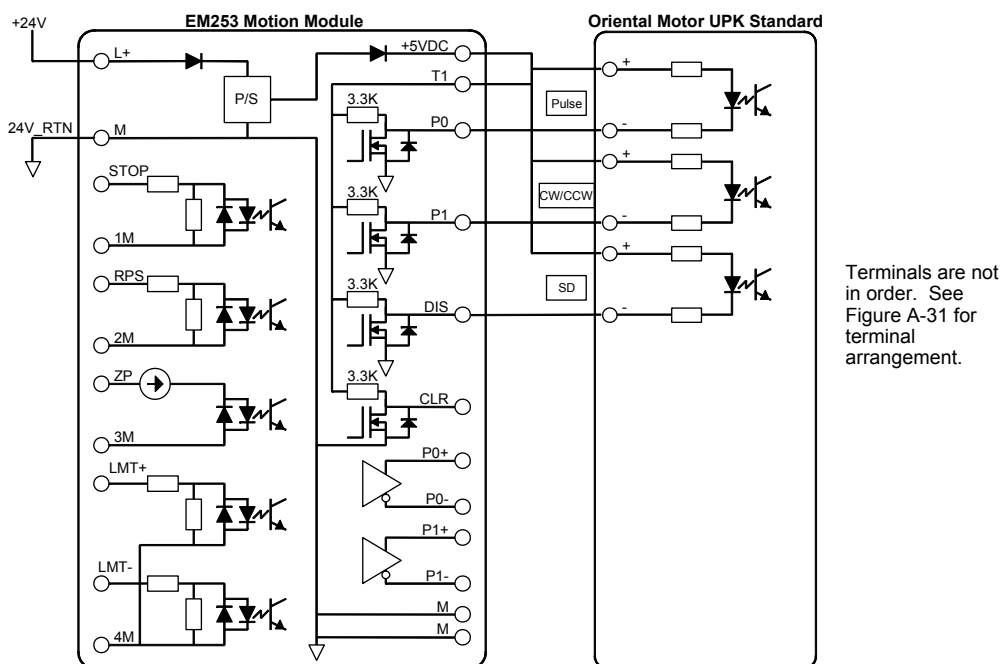 EM253 Motion Module
Oriental Motor UPK Standard
+24V
L+
+5VDC
T1
P/S
3.3K
P0
24V_RTN
M
STOP
1M
3.3K
P1
RPS
2M
3.3K
DIS
ZP
3M
3.3K
CLR
LMT+
P0+
P0-
P1+
P1-
LMT-
4M
M
M
+
Pulse
-
+
CW/CCW
-
+
SD
-
Terminals are not
in order. See
Figure A-31 for
terminal
arrangement.